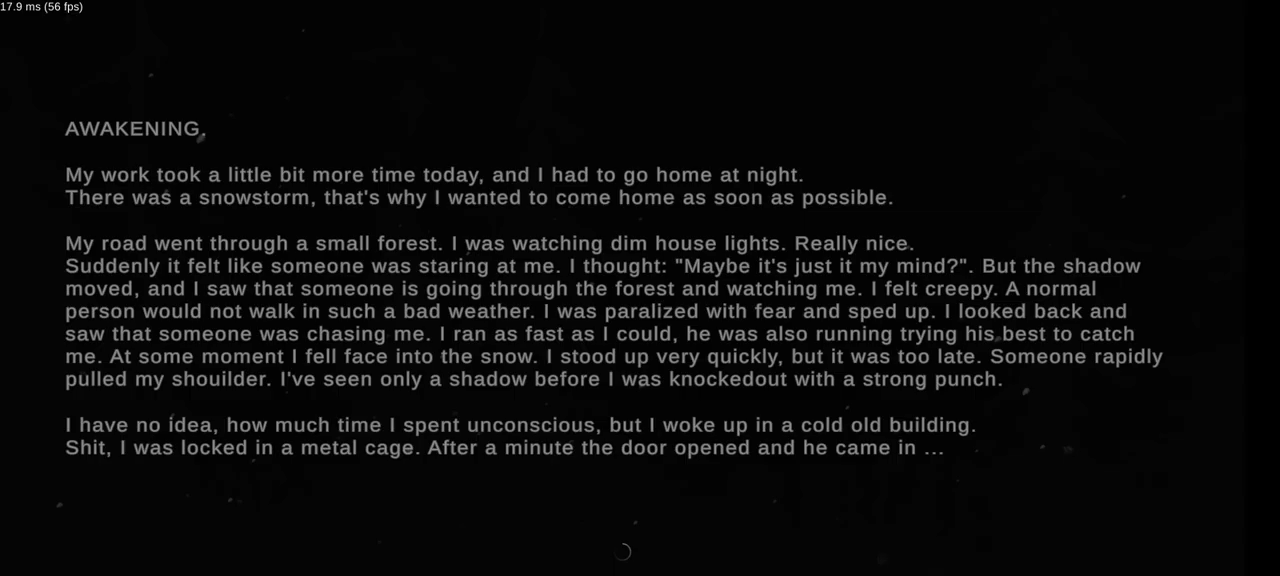 17.9 ms (56 fps)
AWAKENING.
My work took a little bit more time today, and I had to go home at night.
There was a snowstorm, that's why I wanted to come home as soon as possible.
My road went through a small forest. I was watching dim house lights. Really nice.
Suddenly it felt like someone was staring at me. I thought: "Maybe it's just it my mind?". But the shadow
moved, and I saw that someone is going through the forest and watching me. I felt creepy. A normal
person would not walk in such a bad weather. I was paralized with fear and sped up. I looked back and
saw that someone was chasing me. I ran as fast as I could, he was also running trying his best to catch
me. At some moment I fell face into the snow. I stood up very quickly, but it was too late. Someone rapidly
pulled my shouilder. I've seen only a shadow before I was knockedout with a strong punch.
I have no idea, how much time I spent unconscious, but I woke up in a cold old building.
Shit, I was locked in a metal cage. After a minute the door opened and he came in ...